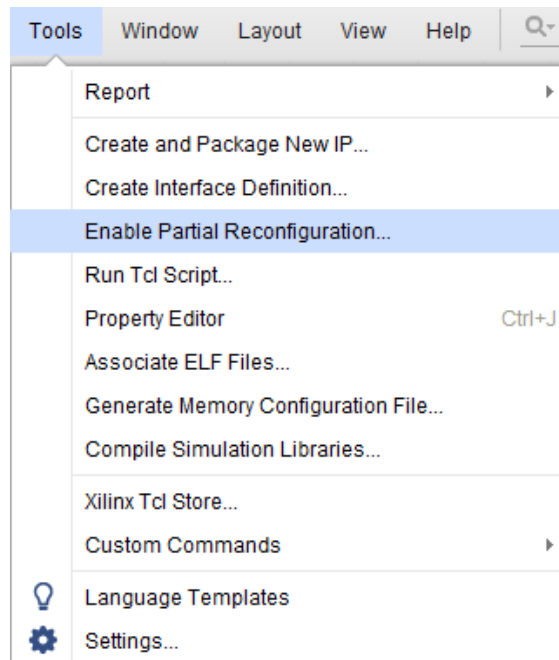 Tools Window Layout View Help
Report
Create and Package New IP...
Create Interface Definition...
Enable Partial Reconfiguration...
Run Tcl Script...
Property Editor Ctrl+J
Associate ELF Files...
Generate Memory Configuration File...
Compile Simulation Libraries...
Xilinx Tcl Store...
Custom Commands
Language Templates
Settings...